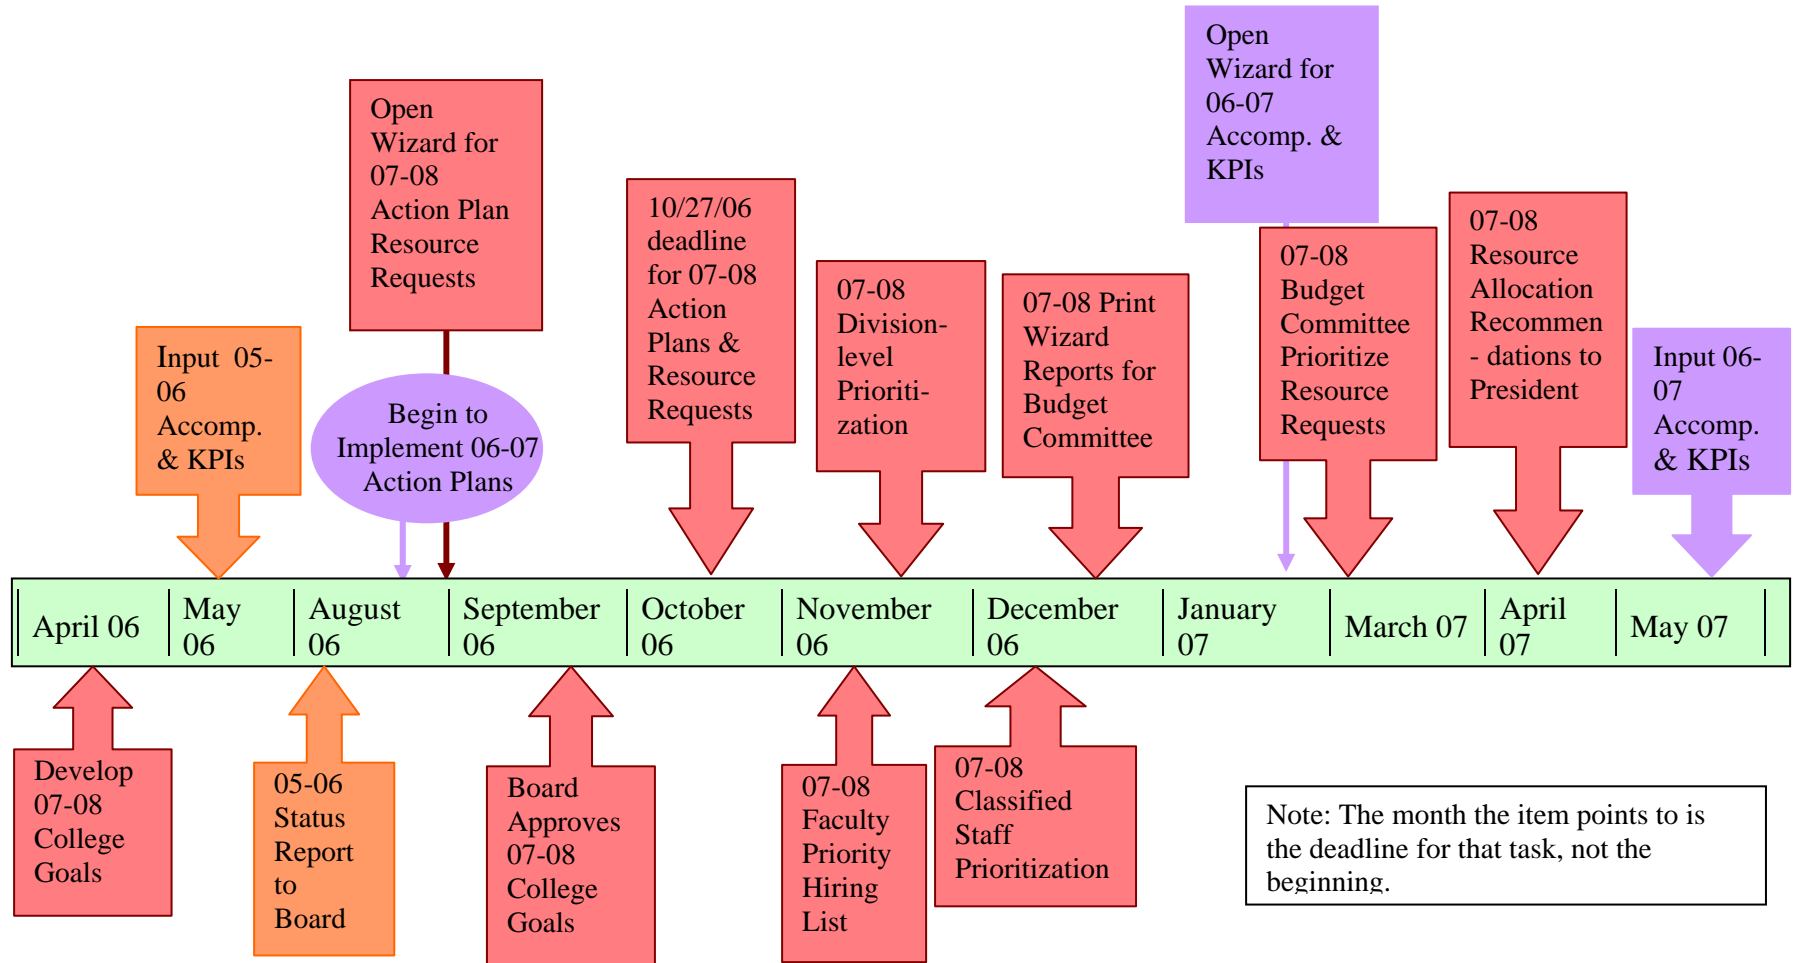 Open
Wizard for
06-07
Accomp. &
KPIs
Open
Wizard for
07-08
Action Plan
Resource
Requests
10/27/06
deadline
for 07-08
Action
Plans &
Resource
Requests
07-08
Division-
level
Prioriti-
zation
07-08 Print
Wizard
Reports for
Budget
Committee
07-08
Budget
Committee
Prioritize
Resource
Requests
07-08
Resource
Allocation
Recommen
- dations to
President
Input 05-
06
Accomp.
& KPIs
Begin to
Implement 06-07
Action Plans
Input 06-
07
Accomp.
& KPIs
April 06
May
06
August
06
September
06
October
06
November
06
December
06
January
07
March 07
April
07
May 07
Develop
07-08
College
Goals
05-06
Status
Report
to
Board
Board
Approves
07-08
College
Goals
07-08
Faculty
Priority
Hiring
List
07-08
Classified
Staff
Prioritization
Note: The month the item points to is
the deadline for that task, not the
beginning.